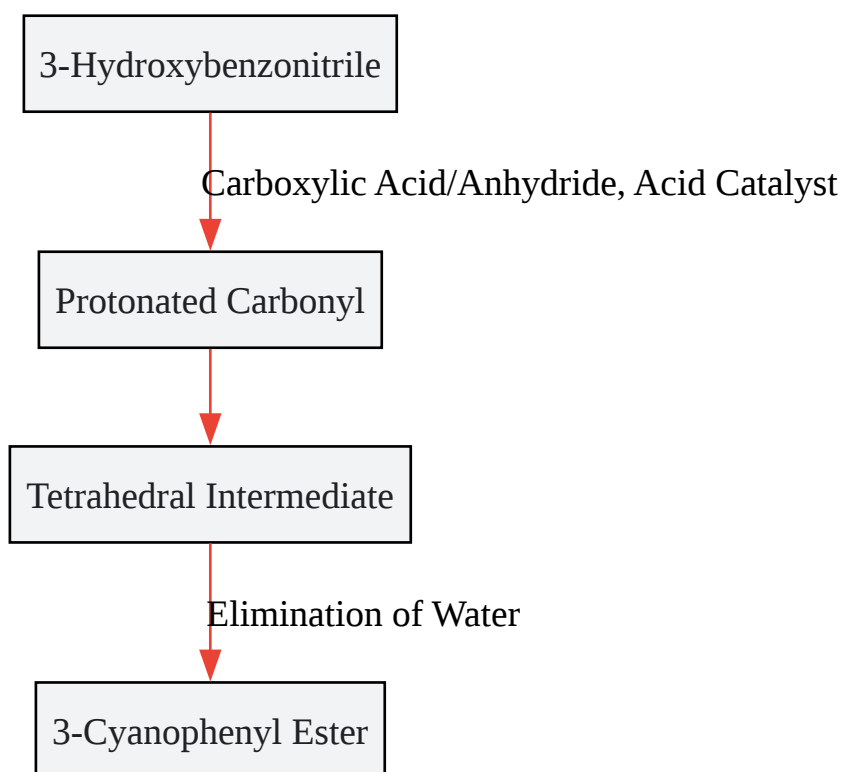 3-Hydroxybenzonitrile
Carboxylic Acid/Anhydride, Acid Catalyst
Protonated Carbonyl
Tetrahedral Intermediate
Elimination of Water
3-Cyanophenyl Ester